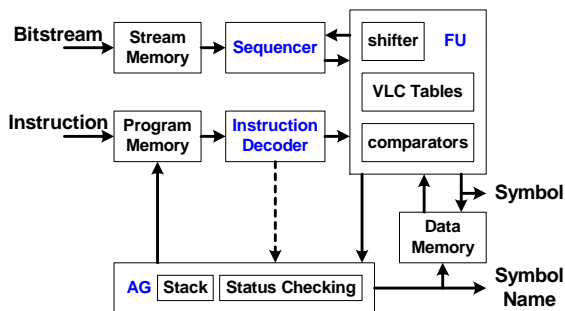 Bitstream
Stream
Memory
Sequencer
shifter
FU
VLC Tables
comparators
Instruction
Program
Memory
Instruction
Decoder
Symbol
Data
Memory
AG
Stack
Status Checking
Symbol
Name